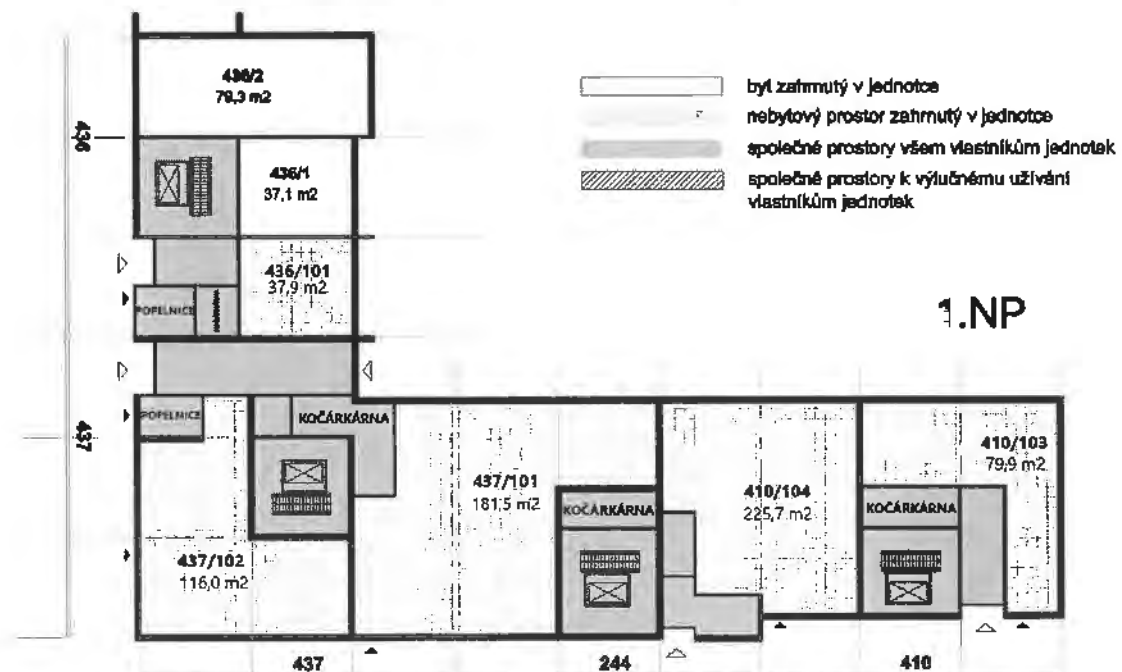 436/2
79,3 m2
byt zahrnutý v jednotce
nebytový prostor zahrnutý v jednotce
společné prostory všem vlastníkům jednotek
společné prostory k výlučnému užívání
vlastníkům jednotek
436
436/1
37,1 m2
436/101
37,9 m2
POPELNICE
1.NP
POPELNICE
KOČÁRKÁRNA
437
410/103
79,9 m2
437/101
181,5 m2
410/104
225,7 m2
KOČÁRKÁRNA
KOČÁRKÁRNA
437/102
116,0 m2
437
244
410